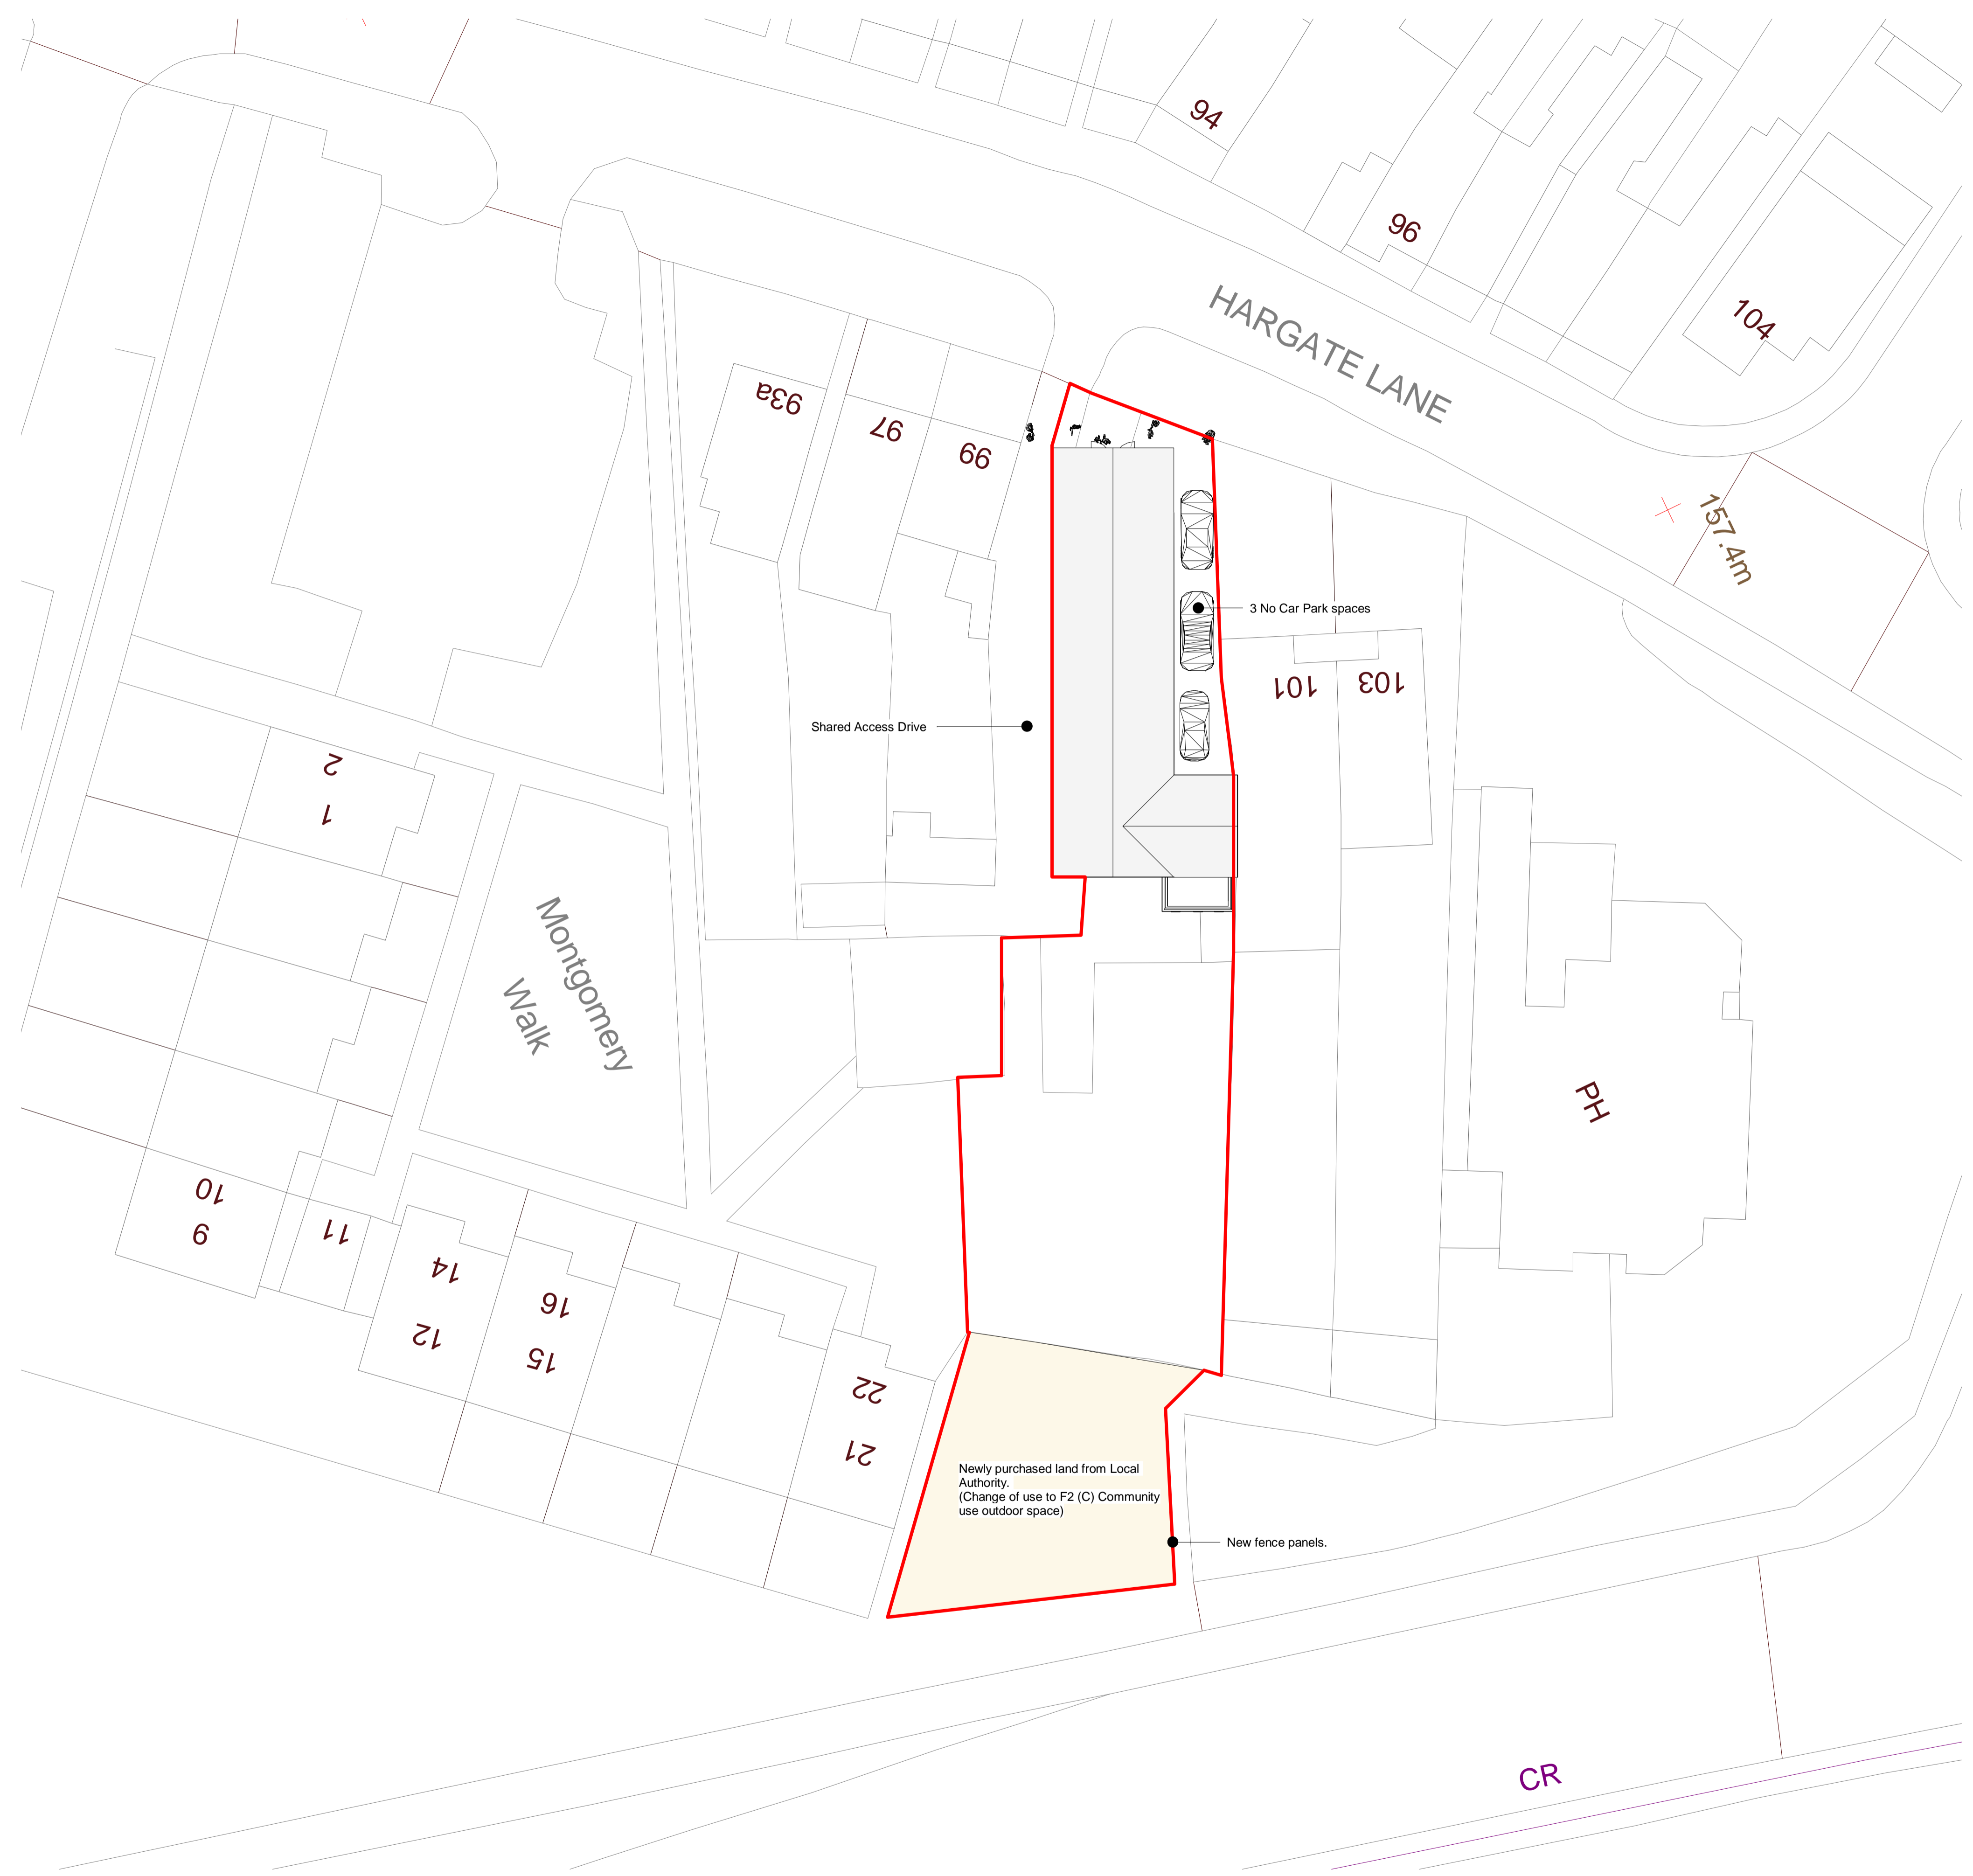 94
96
104
HARGATE LANE
93a
97
99
157.4m
3 No Car Park spaces
101
103
Shared Access Drive
2
1
Montgomery
Walk
PH
10
9
11
14
12
16
15
22
21
Newly purchased land from Local
Authority.
(Change of use to F2 (C) Community
use outdoor space)
New fence panels.
CR